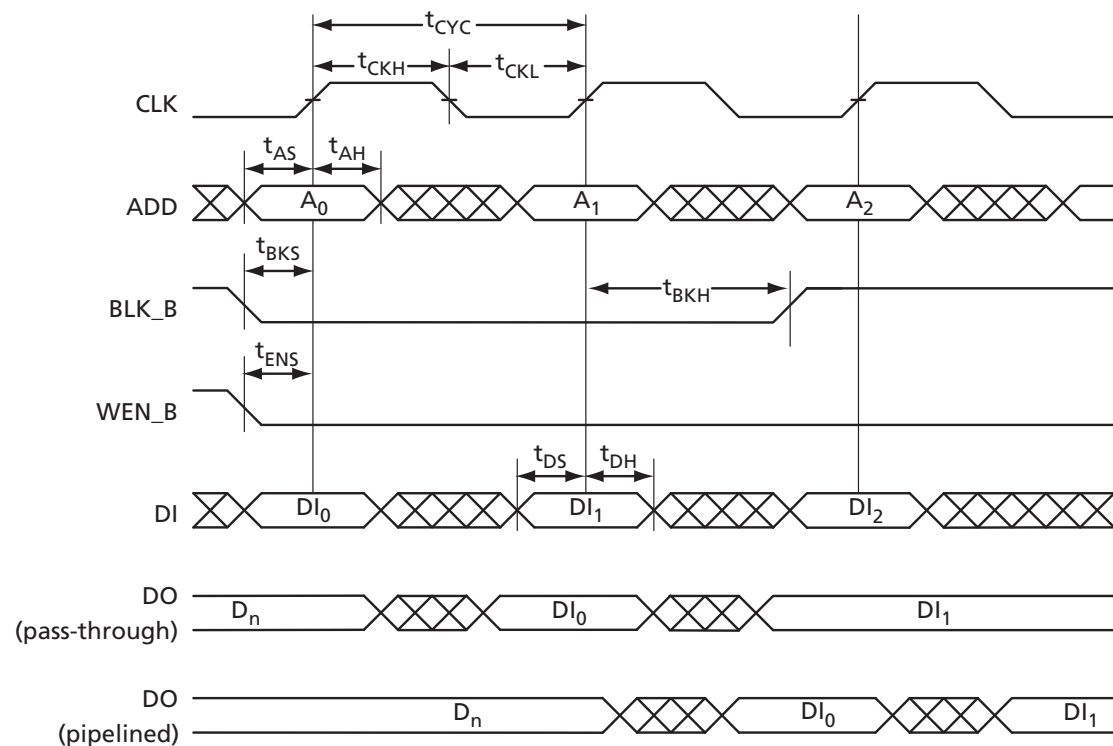 tCYC
tCKH tCKL
CLK
tAS tAH
ADD A0 A1 A2
tBKS
tBKH
BLK_B
tENS
WEN_B
tDS tDH
DI DI0 DI1 DI2
DO
(pass-through)
Dn DI0 DI1
DO
(pipelined)
Dn DI0 DI1